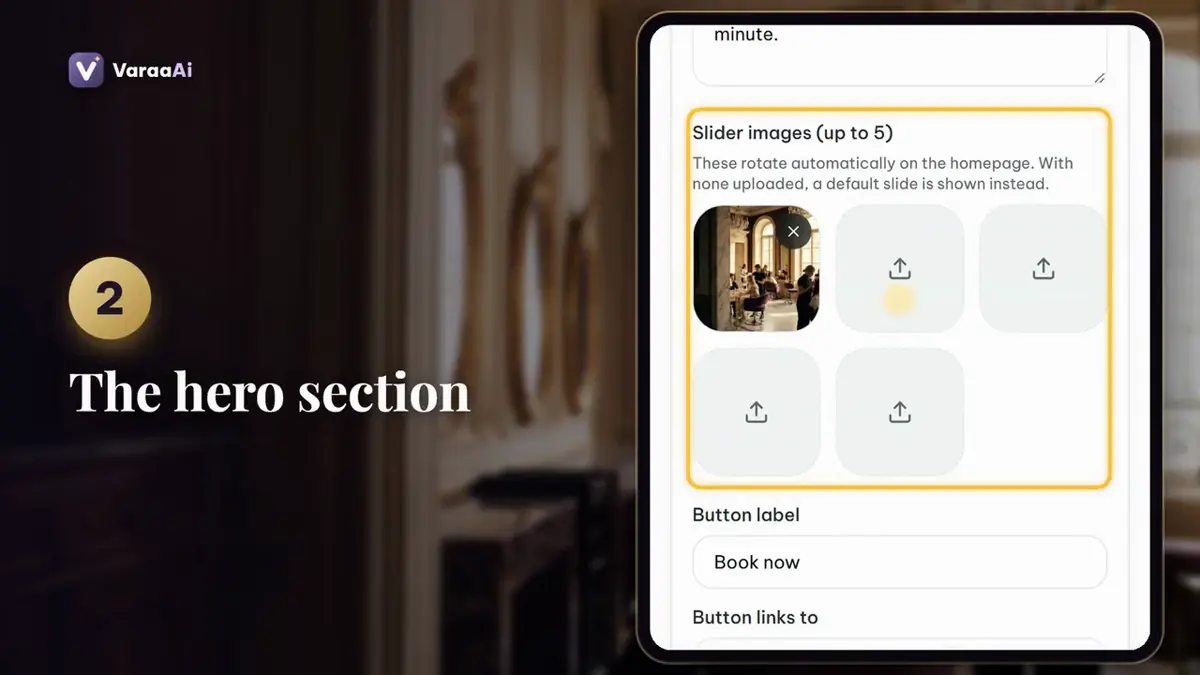 VaraaAi
2
The hero section
minute.
Slider images (up to 5)
These rotate automatically on the homepage. With
none uploaded, a default slide is shown instead.
Button label
Book now
Button links to